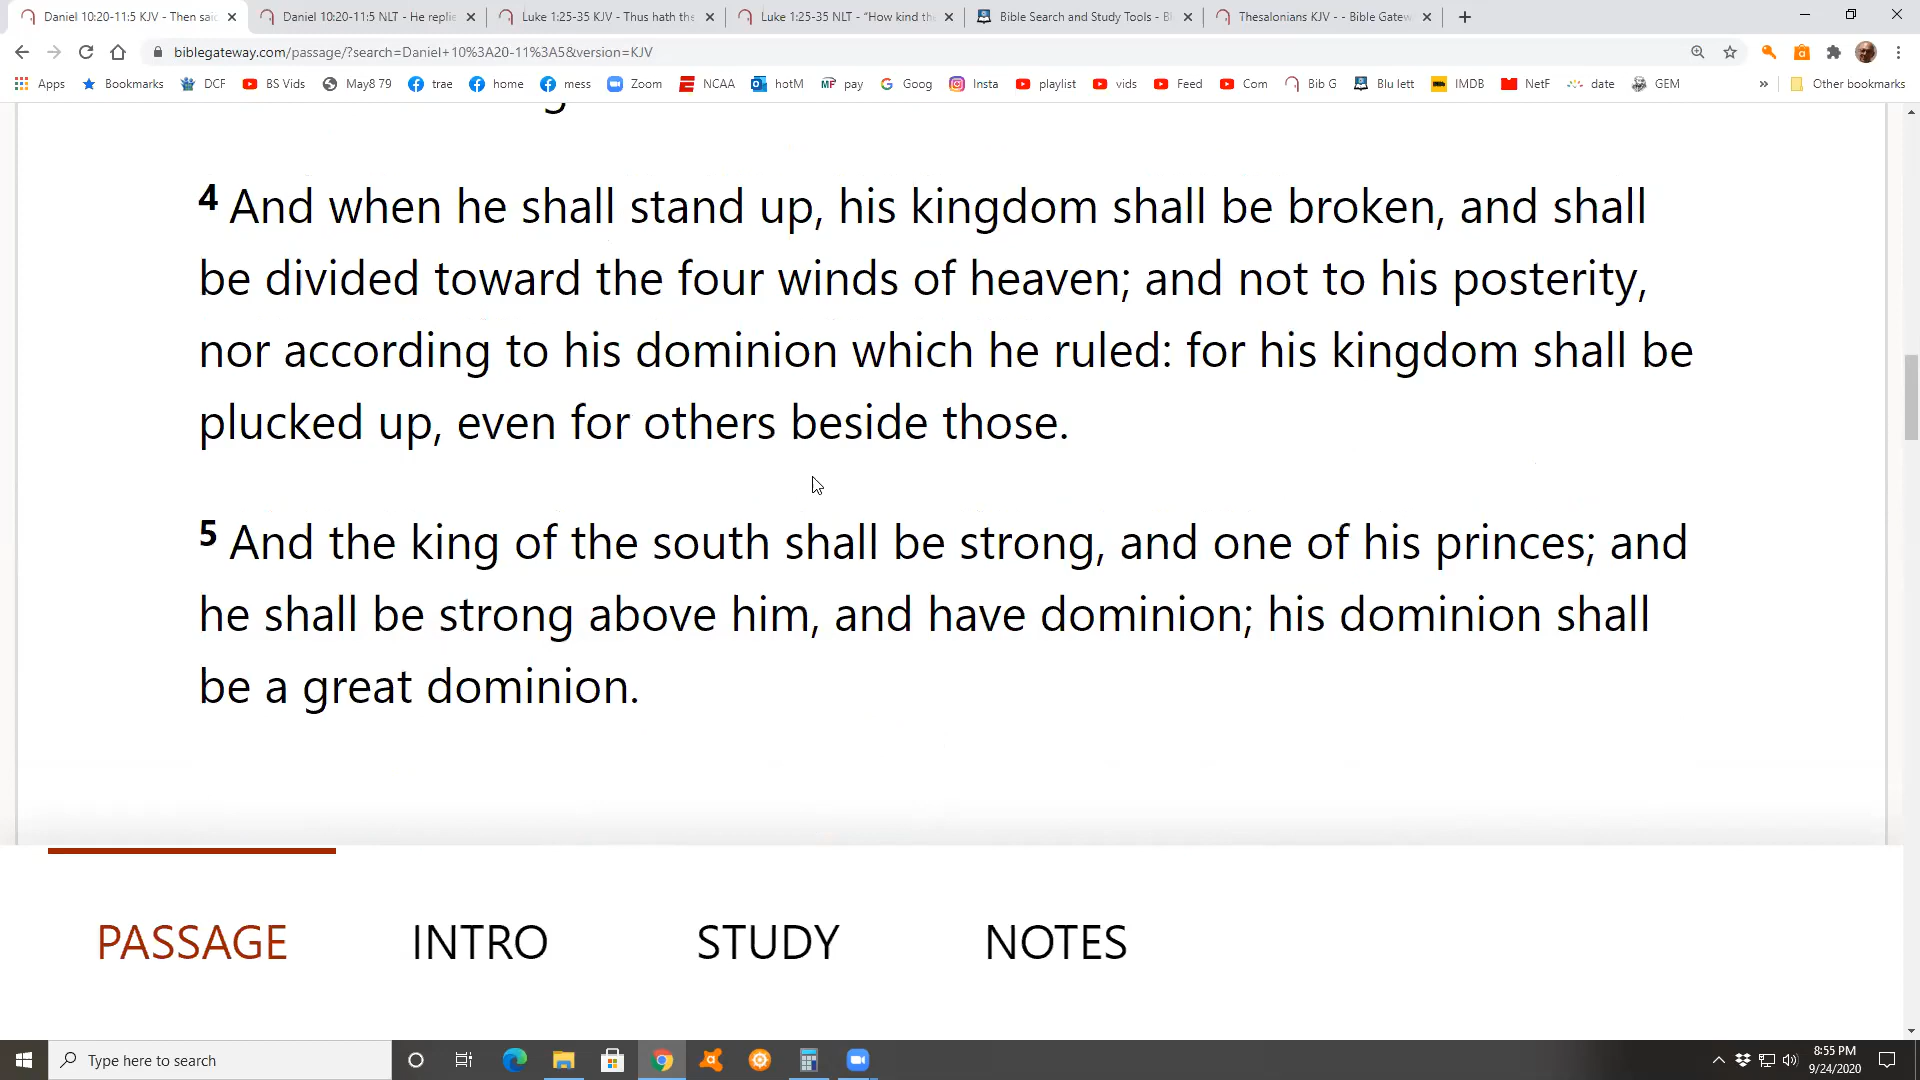 Daniel 10:20-11:5 KJV - Then said
Daniel 10:20-11:5 NLT - He replie
Luke 1:25-35 KJV - Thus hath the
Luke 1:25-35 NLT - "How kind the
Bible Search and Study Tools - Bl
Thesalonians KJV - - Bible Gatew
biblegateway.com/passage/?search=Daniel+10%3A20-11%3A5&version=KJV
Apps Bookmarks DCF BS Vids May8 79 trae home mess Zoom NCAA hotM pay Goog Insta playlist vids Feed Com Bib G Blu lett IMDB NetF date GEM » Other bookmarks
4 And when he shall stand up, his kingdom shall be broken, and shall
be divided toward the four winds of heaven; and not to his posterity,
nor according to his dominion which he ruled: for his kingdom shall be
plucked up, even for others beside those.
5 And the king of the south shall be strong, and one of his princes; and
he shall be strong above him, and have dominion; his dominion shall
be a great dominion.
PASSAGE INTRO STUDY NOTES
Type here to search
8:55 PM
9/24/2020